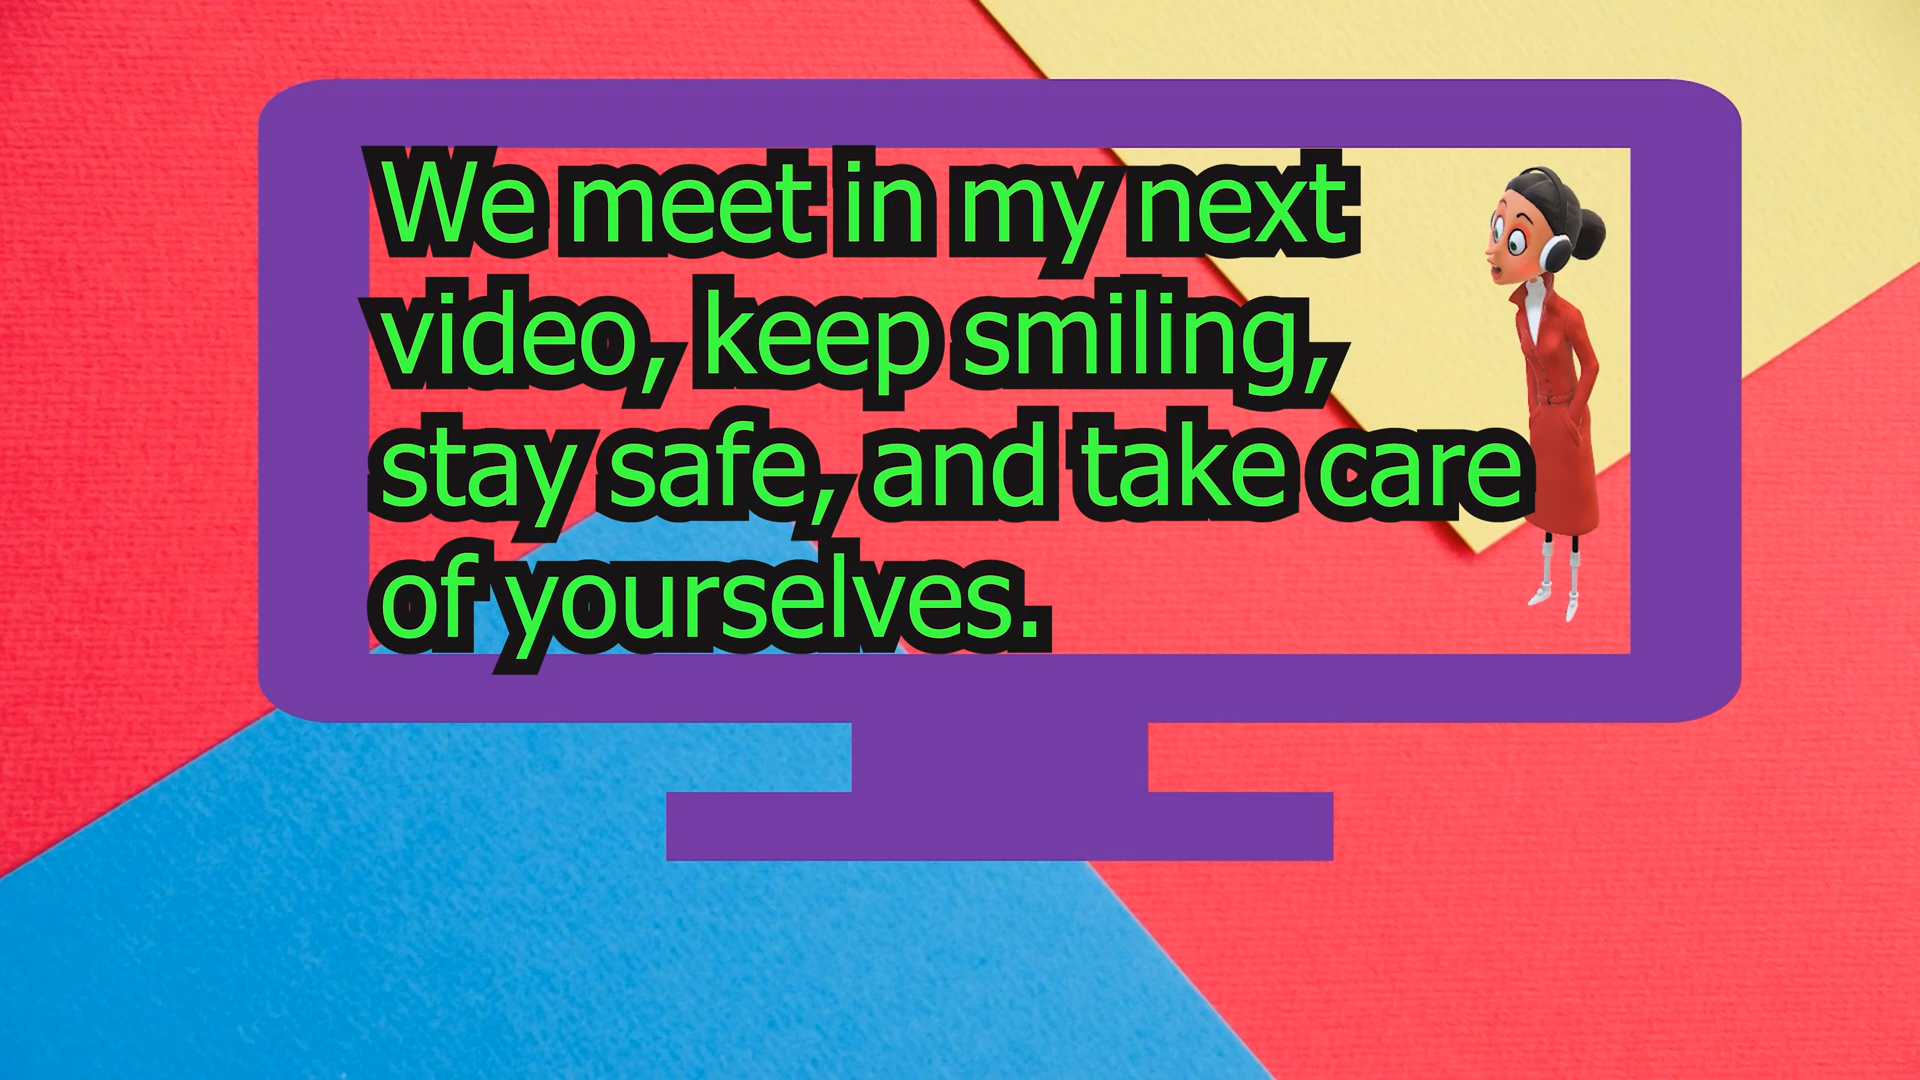 We meet in my next
video, keep smiling,
stay safe, and take care
of yourselves.